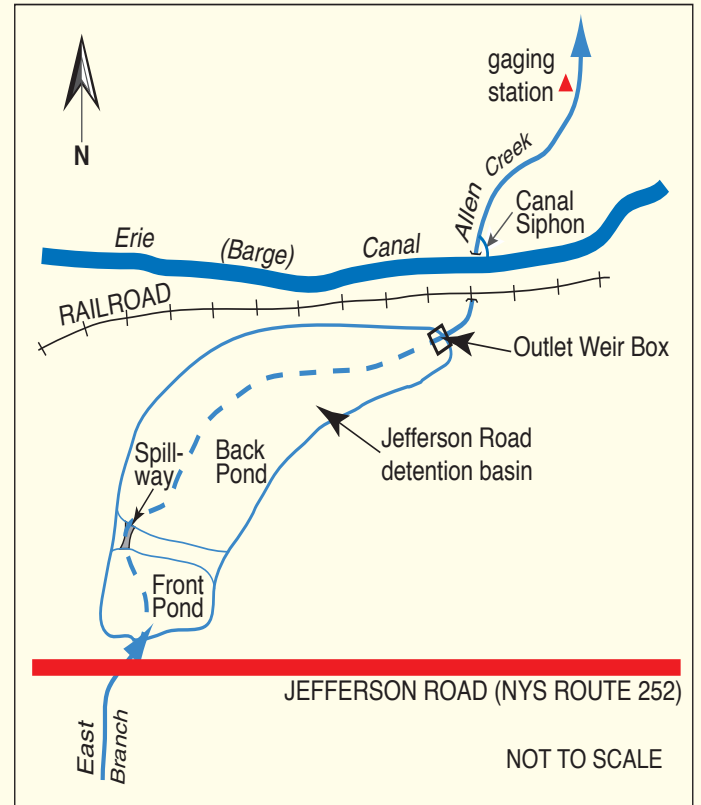 N
gaging
station
Allen Creek
Canal
Siphon
Erie (Barge) Canal
RAILROAD
Outlet Weir Box
Jefferson Road
detention basin
Spill-
way
Back
Pond
Front
Pond
JEFFERSON ROAD (NYS ROUTE 252)
East
Branch
NOT TO SCALE